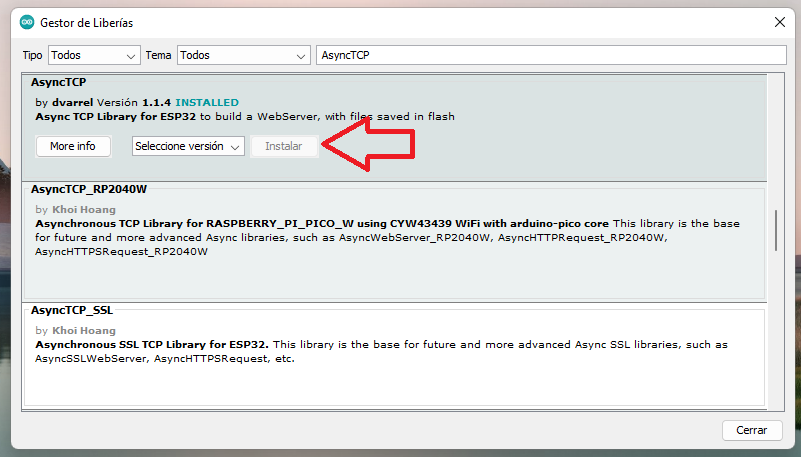 Gestor de Liberías
Tipo Todos Tema Todos AsyncTCP
AsyncTCP
by dvarrel Versión 1.1.4 INSTALLED
Async TCP Library for ESP32 to build a WebServer, with files saved in flash
More info Seleccione versión Instalar
AsyncTCP_RP2040W
by Khoi Hoang
Asynchronous TCP Library for RASPBERRY_PI_PICO_W using CYW43439 WiFi with arduino-pico core This library is the base
for future and more advanced Async libraries, such as AsyncWebServer_RP2040W, AsyncHTTPRequest_RP2040W,
AsyncHTTPSRequest_RP2040W
AsyncTCP_SSL
by Khoi Hoang
Asynchronous SSL TCP Library for ESP32. This library is the base for future and more advanced Async SSL libraries, such as
AsyncSSLWebServer, AsyncHTTPSRequest, etc.
Cerrar